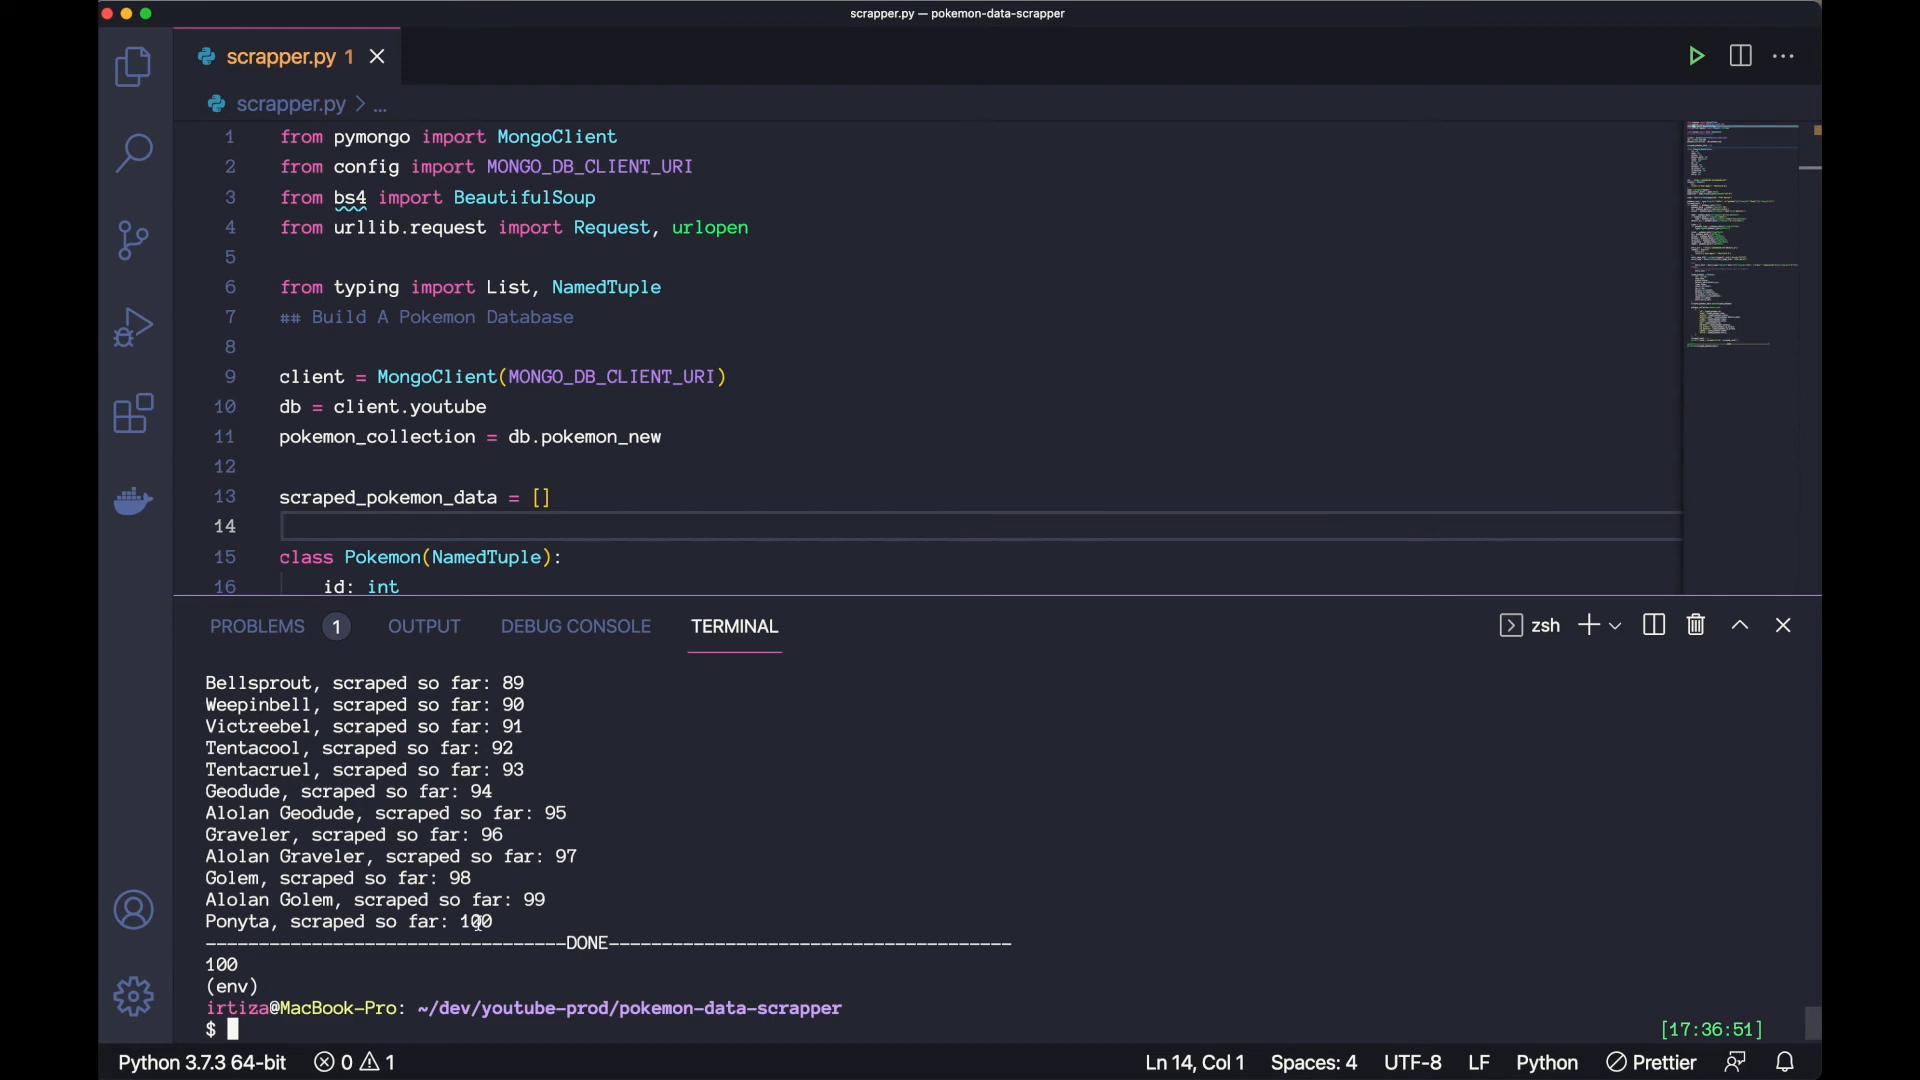 scrapper.py — pokemon-data-scrapper
scrapper.py 1
scrapper.py > ...
1 from pymongo import MongoClient
2 from config import MONGO_DB_CLIENT_URI
3 from bs4 import BeautifulSoup
4 from urllib.request import Request, urlopen
5
6 from typing import List, NamedTuple
7 ## Build A Pokemon Database
8
9 client = MongoClient(MONGO_DB_CLIENT_URI)
10 db = client.youtube
11 pokemon_collection = db.pokemon_new
12
13 scraped_pokemon_data = []
14
15 class Pokemon(NamedTuple):
16 id: int
PROBLEMS 1 OUTPUT DEBUG CONSOLE TERMINAL zsh
Bellsprout, scraped so far: 89
Weepinbell, scraped so far: 90
Victreebel, scraped so far: 91
Tentacool, scraped so far: 92
Tentacruel, scraped so far: 93
Geodude, scraped so far: 94
Alolan Geodude, scraped so far: 95
Graveler, scraped so far: 96
Alolan Graveler, scraped so far: 97
Golem, scraped so far: 98
Alolan Golem, scraped so far: 99
Ponyta, scraped so far: 100
----------------------------------DONE--------------------------------------
100
(env)
irtiza@MacBook-Pro: ~/dev/youtube-prod/pokemon-data-scrapper
$ [17:36:51]
Python 3.7.3 64-bit 0 1 Ln 14, Col 1 Spaces: 4 UTF-8 LF Python Prettier